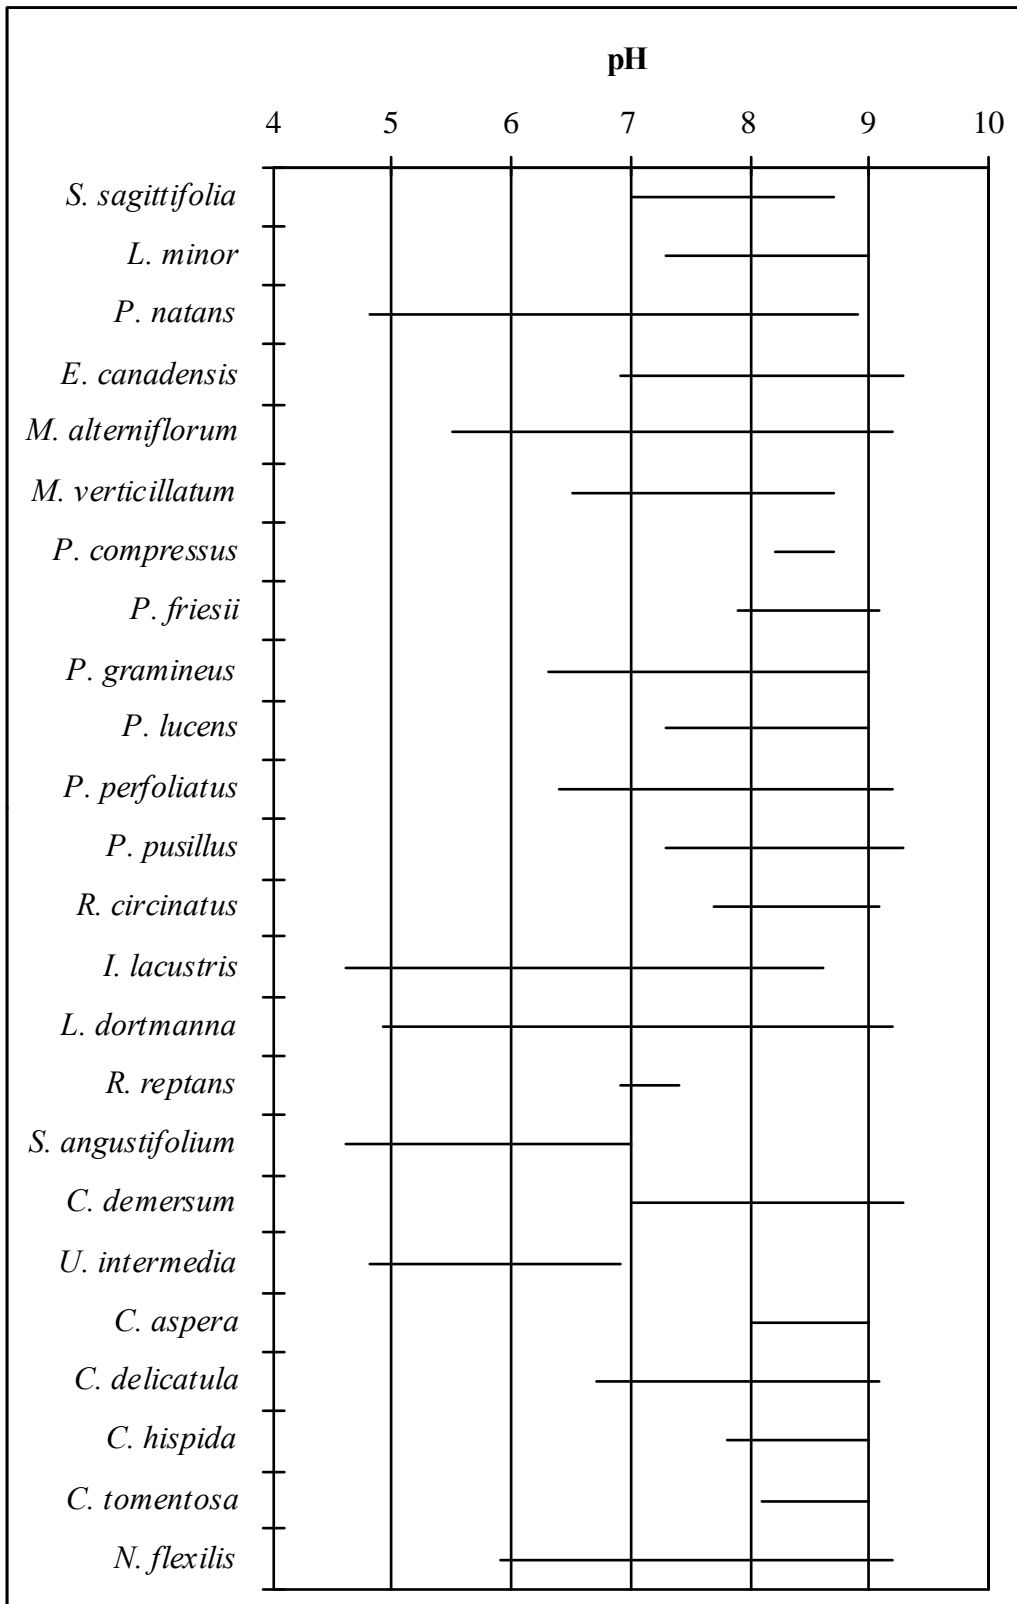 pH
4 5 6 7 8 9 10
S. sagittifolia
L. minor
P. natans
E. canadensis
M. alterniflorum
M. verticillatum
P. compressus
P. friesii
P. gramineus
P. lucens
P. perfoliatus
P. pusillus
R. circinatus
I. lacustris
L. dortmanna
R. reptans
S. angustifolium
C. demersum
U. intermedia
C. aspera
C. delicatula
C. hispida
C. tomentosa
N. flexilis